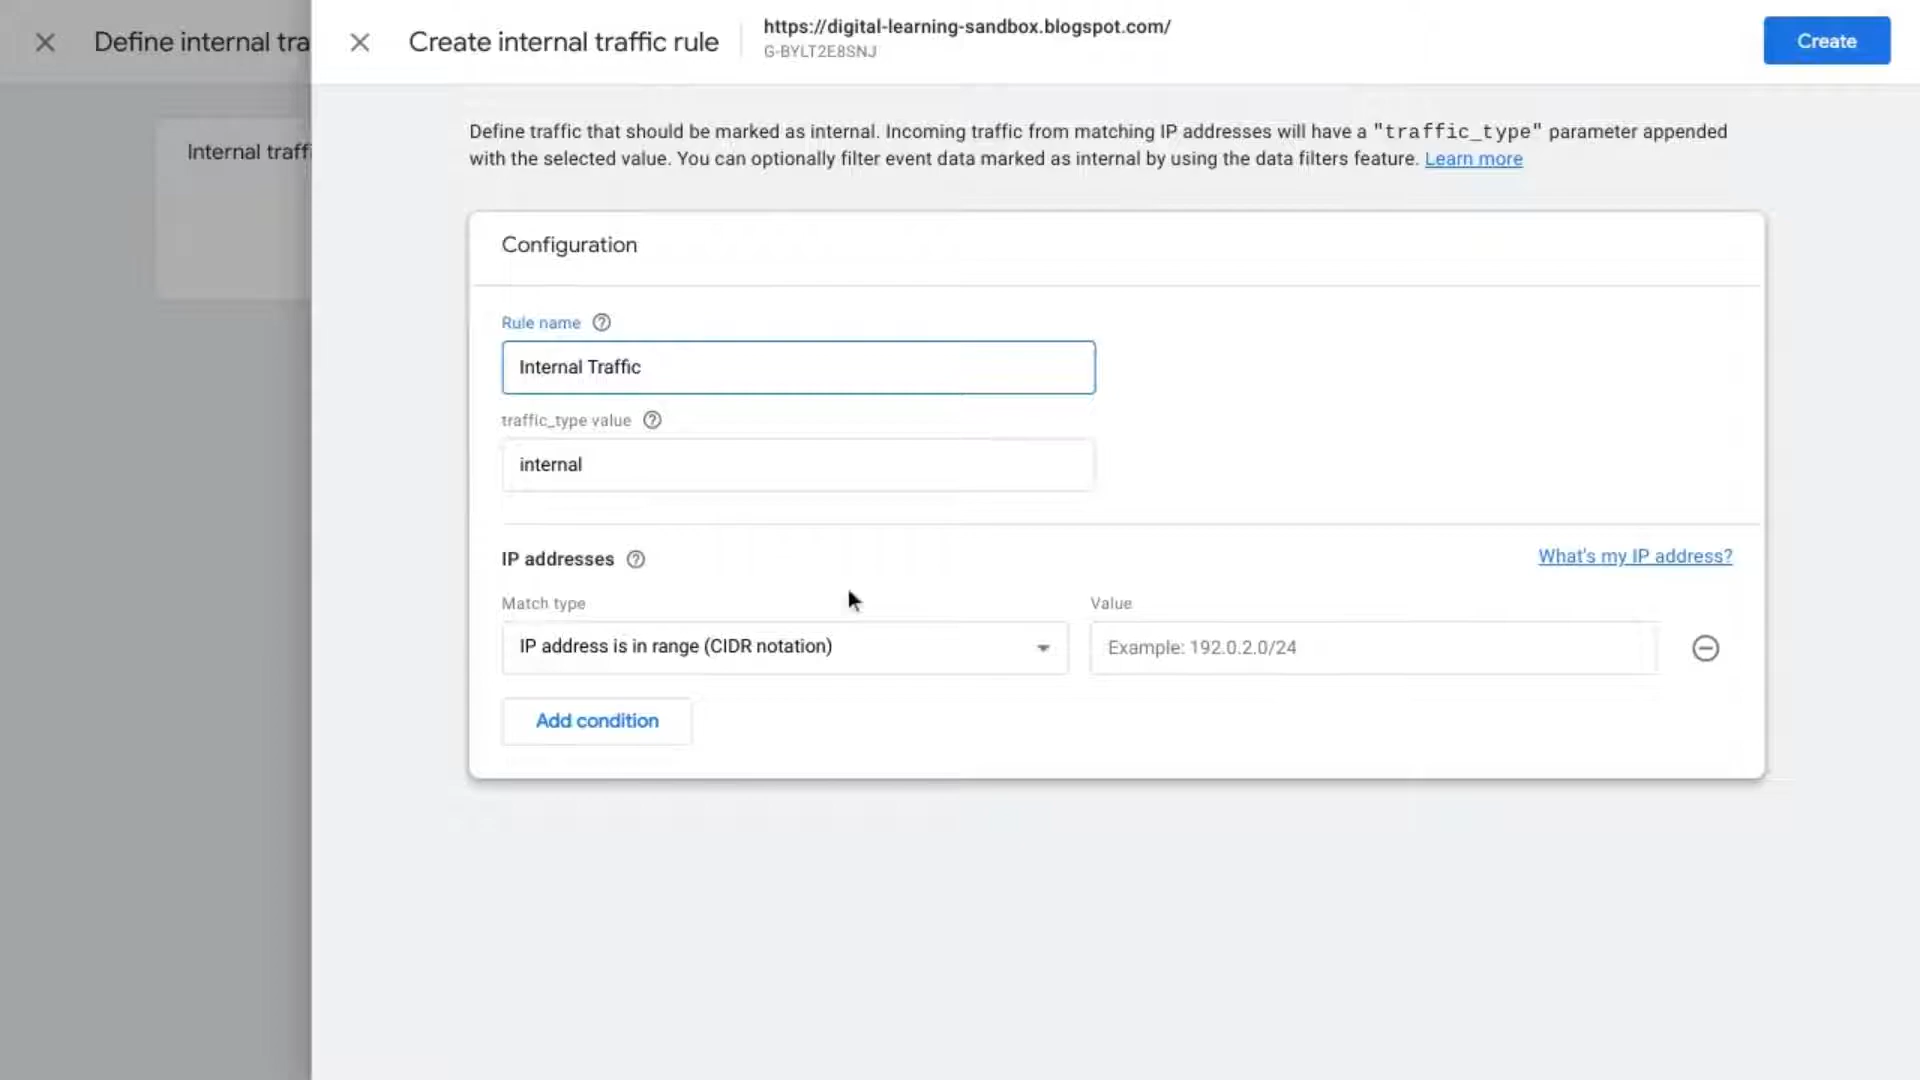 Define internal tra
Create internal traffic rule
https://digital-learning-sandbox.blogspot.com/
G-BYLT2E8SNJ
Create
Internal traffi
Define traffic that should be marked as internal. Incoming traffic from matching IP addresses will have a "traffic_type" parameter appended
with the selected value. You can optionally filter event data marked as internal by using the data filters feature. Learn more
Configuration
Rule name
Internal Traffic
traffic_type value
internal
IP addresses
What's my IP address?
Match type
Value
IP address is in range (CIDR notation)
Example: 192.0.2.0/24
Add condition